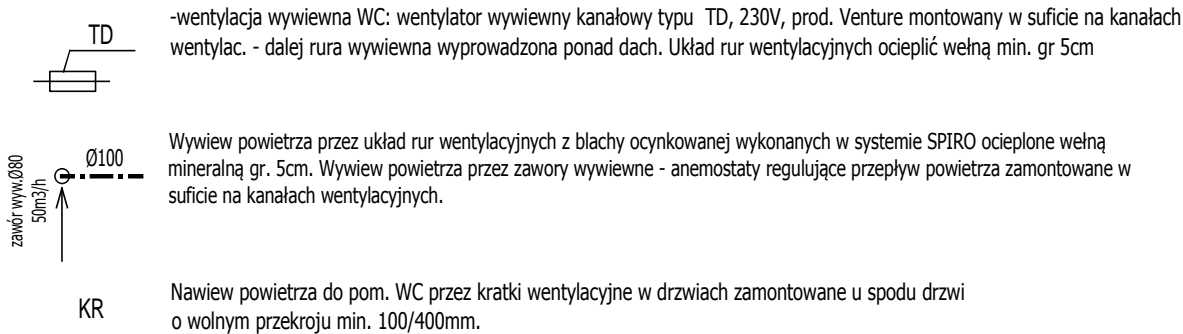 TD
-wentylacja wywiewna WC: wentylator wywiewny kanałowy typu TD, 230V, prod. Venture montowany w suficie na kanałach
wentylac. - dalej rura wywiewna wyprowadzona ponad dach. Układ rur wentylacyjnych ocieplić wełną min. gr 5cm
zawór wyw.Ø80
50m3/h
Ø100
Wywiew powietrza przez układ rur wentylacyjnych z blachy ocynkowanej wykonanych w systemie SPIRO ocieplone wełną
mineralną gr. 5cm. Wywiew powietrza przez zawory wywiewne - anemostaty regulujące przepływ powietrza zamontowane w
suficie na kanałach wentylacyjnych.
KR
Nawiew powietrza do pom. WC przez kratki wentylacyjne w drzwiach zamontowane u spodu drzwi
o wolnym przekroju min. 100/400mm.